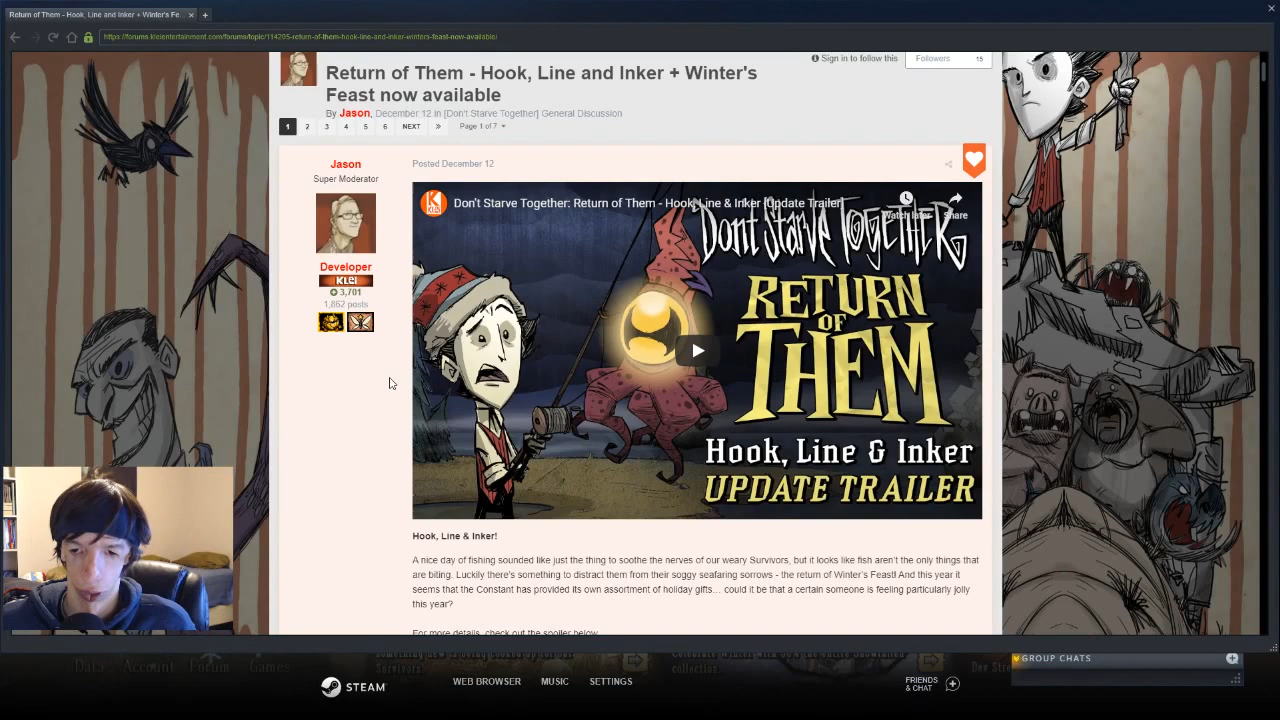 Return of Them - Hook, Line and Inker + Winter's Fe...
https://forums.kleientertainment.com/forums/topic/114295-return-of-them-hook-line-and-inker-winters-feast-now-available/
Return of Them - Hook, Line and Inker + Winter's
Feast now available
Sign in to follow this
Followers 15
By Jason, December 12 in [Don't Starve Together] General Discussion
1 2 3 4 5 6 NEXT » Page 1 of 7
Jason
Super Moderator
Developer
KLEI
3,701
1,862 posts
Posted December 12
Don't Starve Together: Return of Them - Hook, Line & Inker [Update Trailer]
Watch later
Share
Don't Starve Together
RETURN
OF
THEM
Hook, Line & Inker
UPDATE TRAILER
Hook, Line & Inker!
A nice day of fishing sounded like just the thing to soothe the nerves of our weary Survivors, but it looks like fish aren't the only things that
are biting. Luckily there's something to distract them from their soggy seafaring sorrows - the return of Winter's Feast! And this year it
seems that the Constant has provided its own assortment of holiday gifts... could it be that a certain someone is feeling particularly jolly
this year?
For more details, check out the spoiler below.
Data Account Forum Games
GROUP CHATS
STEAM
WEB BROWSER
MUSIC
SETTINGS
FRIENDS
& CHAT